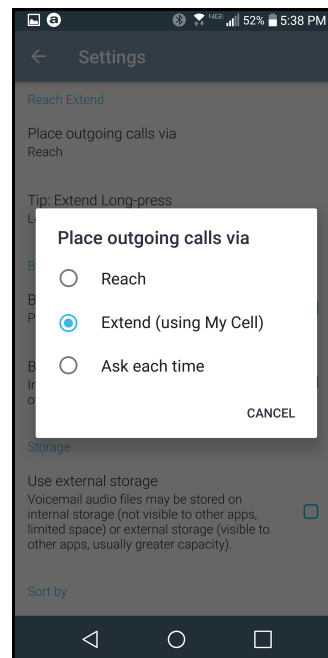 4G 52% 5:38 PM
Settings
Reach Extend
Place outgoing calls via
Reach
Tip: Extend Long-press
Place outgoing calls via
Reach
Extend (using My Cell)
Ask each time
CANCEL
Storage
Use external storage
Voicemail audio files may be stored on
internal storage (not visible to other apps,
limited space) or external storage (visible to
other apps, usually greater capacity).
Sort by